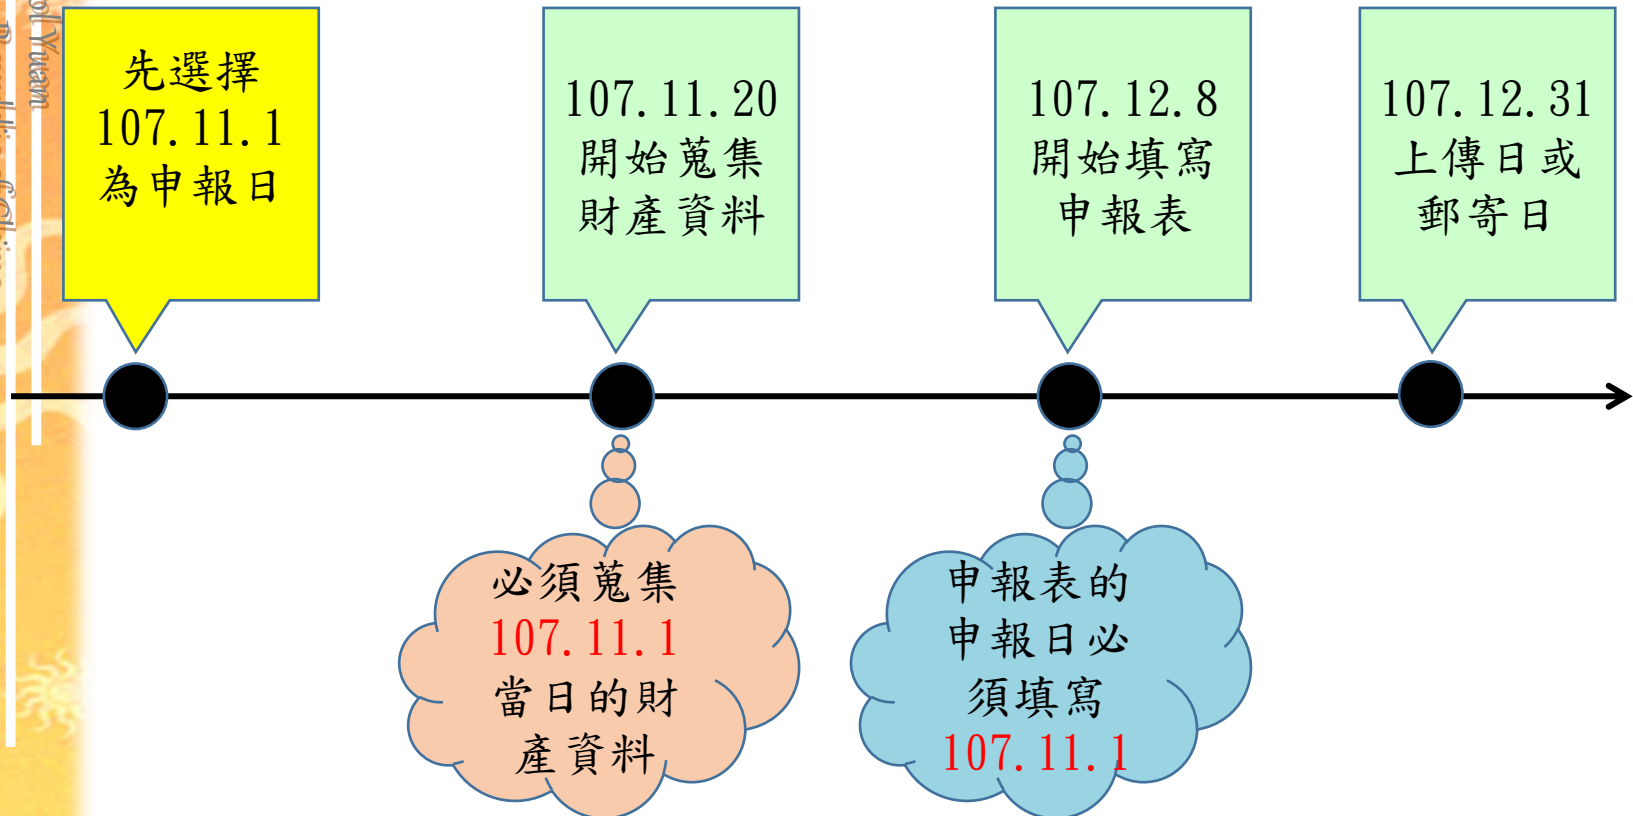 先選擇
107.11.1
為申報日
107.11.20
開始蒐集
財產資料
107.12.8
開始填寫
申報表
107.12.31
上傳日或
郵寄日
必須蒐集
107.11.1
當日的財
產資料
申報表的
申報日必
須填寫
107.11.1
Yuan